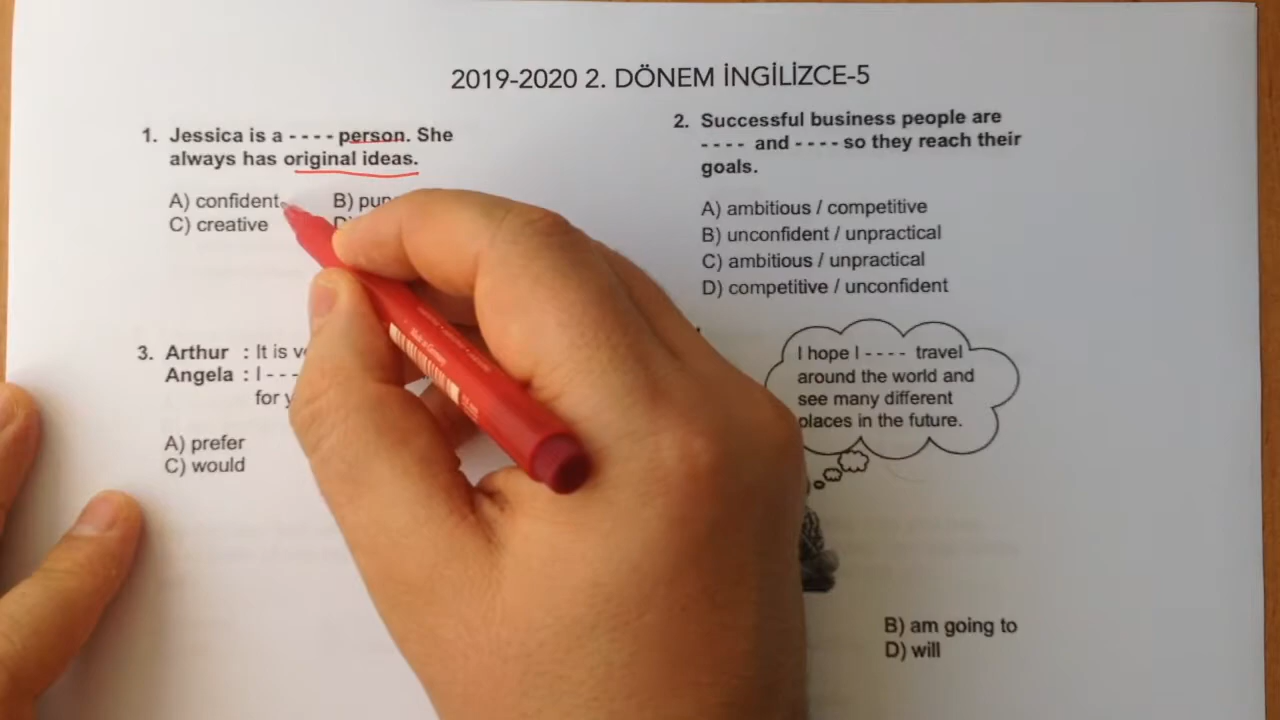 2019-2020 2. DÖNEM İNGİLİZCE-5
1. Jessica is a - - - - person. She
always has original ideas.
A) confident B)
C) creative
2. Successful business people are
- - - - and - - - - so they reach their
goals.
A) ambitious / competitive
B) unconfident / unpractical
C) ambitious / unpractical
D) competitive / unconfident
3. Arthur : It is
Angela : I - - -
for
A) prefer
C) would
I hope I - - - - travel
around the world and
see many different
places in the future.
B) am going to
D) will
Made in Germany